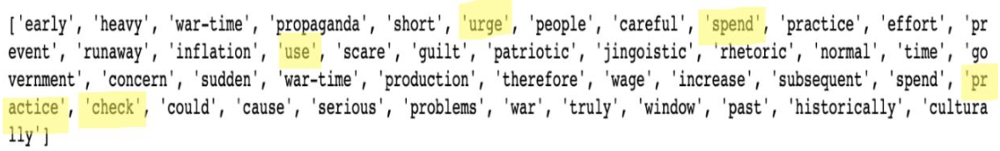 ['early', 'heavy', 'war-time', 'propaganda', 'short', 'urge', 'people', 'careful', 'spend', 'practice', 'effort', 'pr
event', 'runaway', 'inflation', 'use', 'scare', 'guilt', 'patriotic', 'jingoistic', 'rhetoric', 'normal', 'time', 'go
vernment', 'concern', 'sudden', 'war-time', 'production', 'therefore', 'wage', 'increase', 'subsequent', 'spend', 'pr
actice', 'check', 'could', 'cause', 'serious', 'problems', 'war', 'truly', 'window', 'past', 'historically', 'cultura
lly']